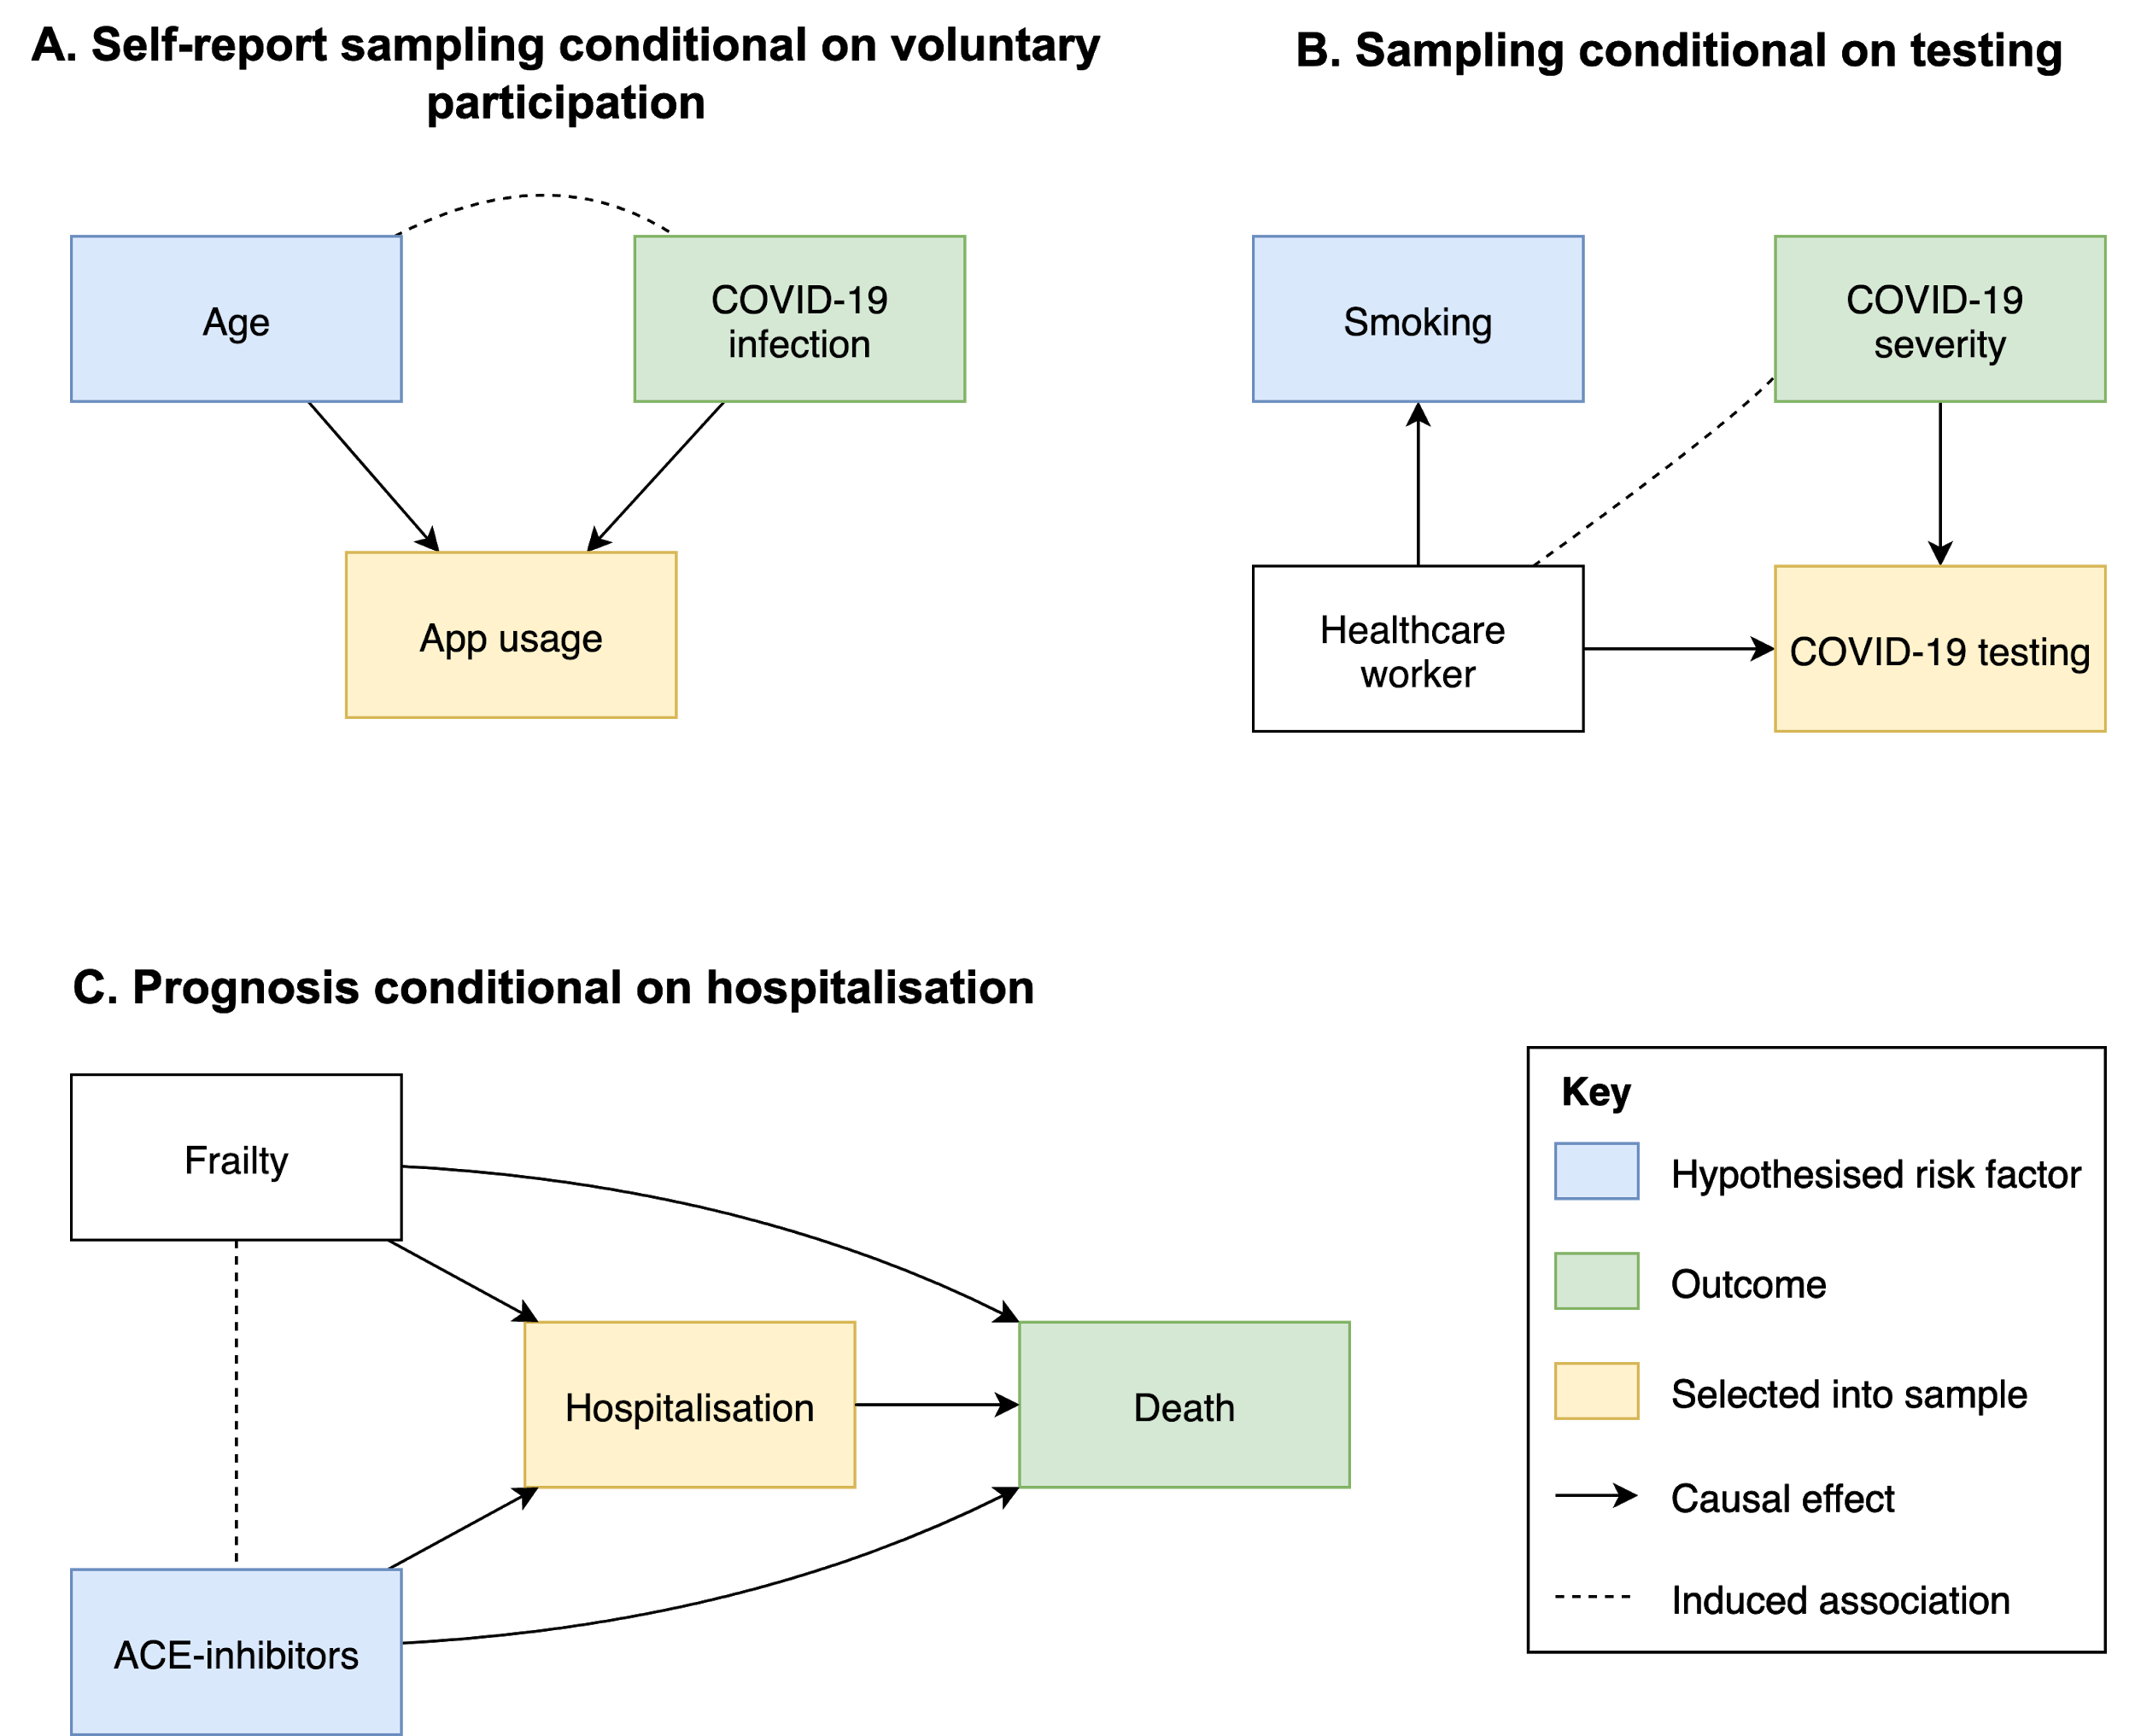 A. Self-report sampling conditional on voluntary
participation
Age
COVID-19
infection
App usage
B. Sampling conditional on testing
Smoking
COVID-19
severity
Healthcare
worker
COVID-19 testing
C. Prognosis conditional on hospitalisation
Frailty
Hospitalisation
Death
ACE-inhibitors
Key
Hypothesised risk factor
Outcome
Selected into sample
Causal effect
Induced association